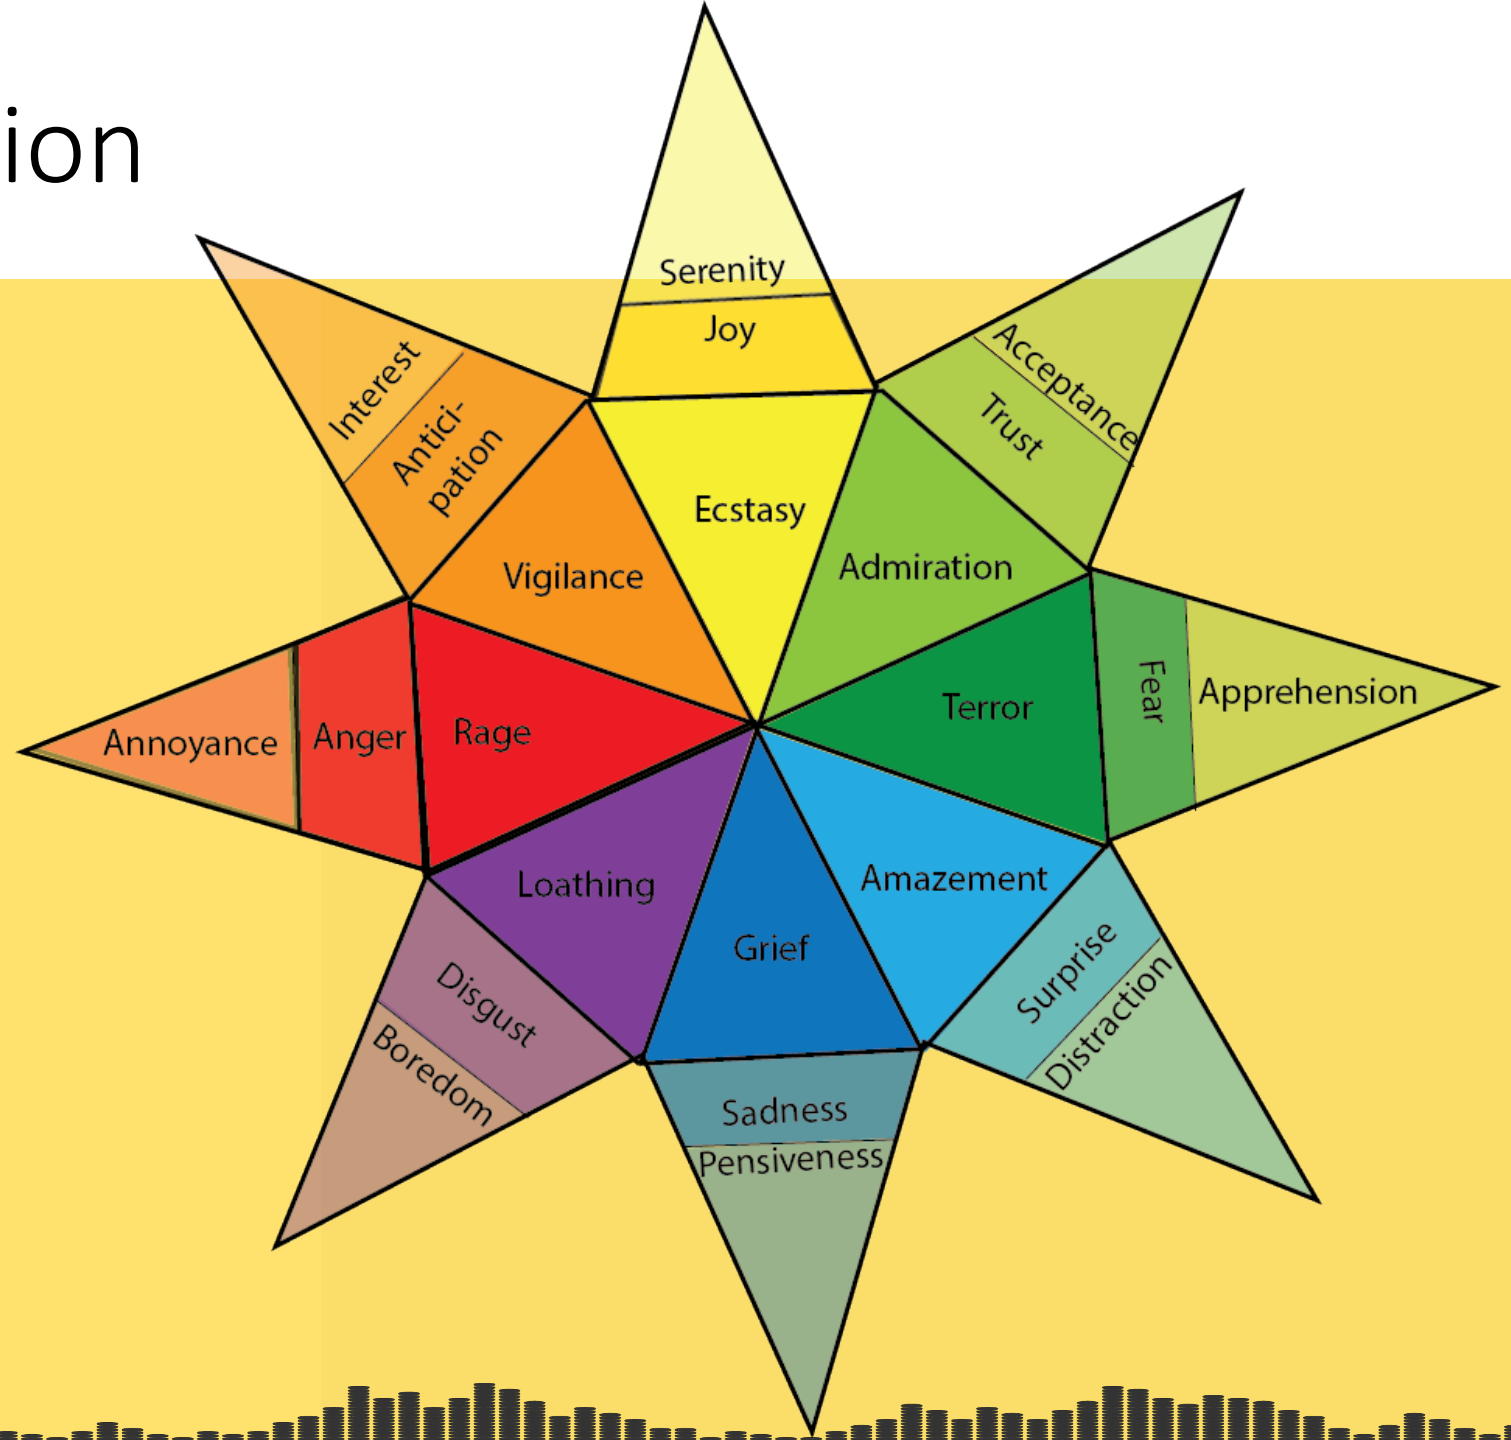 ion
Serenity
Joy
Ecstasy
Acceptance
Trust
Admiration
Apprehension
Fear
Terror
Amazement
Surprise
Distraction
Grief
Sadness
Pensiveness
Loathing
Disgust
Boredom
Rage
Anger
Annoyance
Vigilance
Antici-
pation
Interest